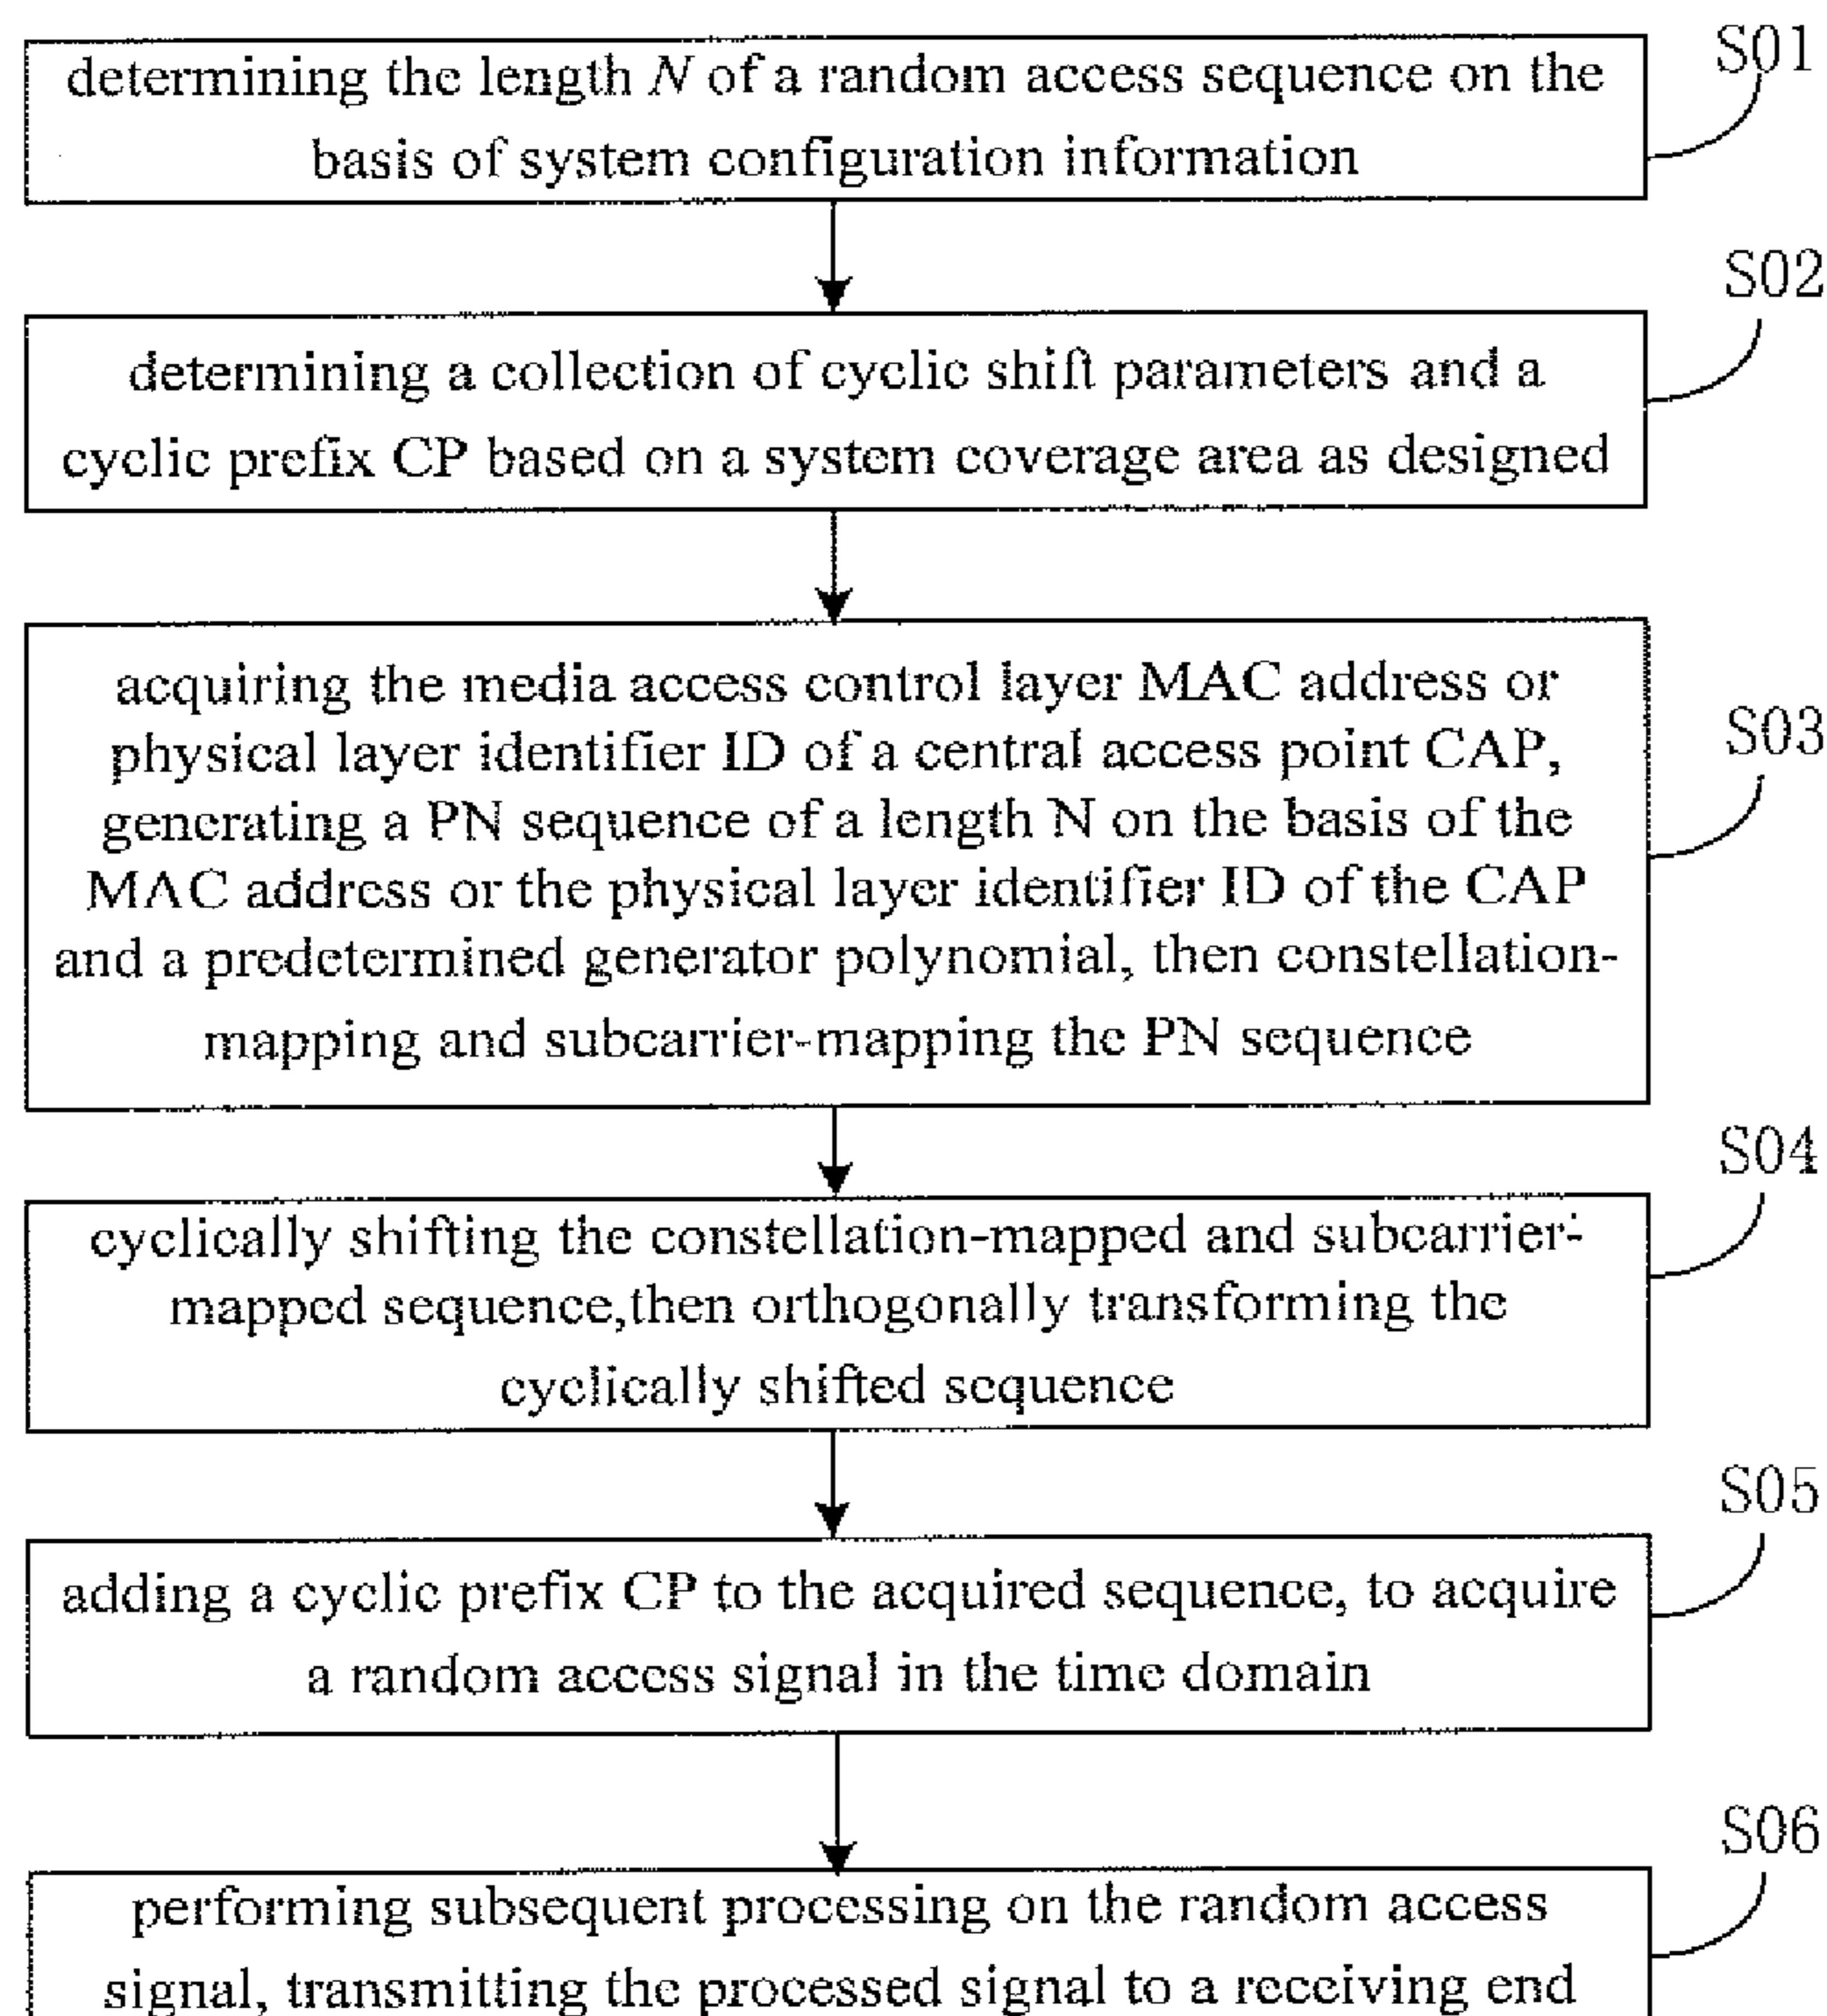 S01
determining the length N of a random access sequence on the
basis of system configuration information
S02
determining a collection of cyclic shift parameters and a
cyclic prefix CP based on a system coverage area as designed
S03
acquiring the media access control layer MAC address or
physical layer identifier ID of a central access point CAP,
generating a PN sequence of a length N on the basis of the
MAC address or the physical layer identifier ID of the CAP
and a predetermined generator polynomial, then constellation-
mapping and subcarrier-mapping the PN sequence
S04
cyclically shifting the constellation-mapped and subcarrier-
mapped sequence,then orthogonally transforming the
cyclically shifted sequence
S05
adding a cyclic prefix CP to the acquired sequence, to acquire
a random access signal in the time domain
S06
performing subsequent processing on the random access
signal, transmitting the processed signal to a receiving end